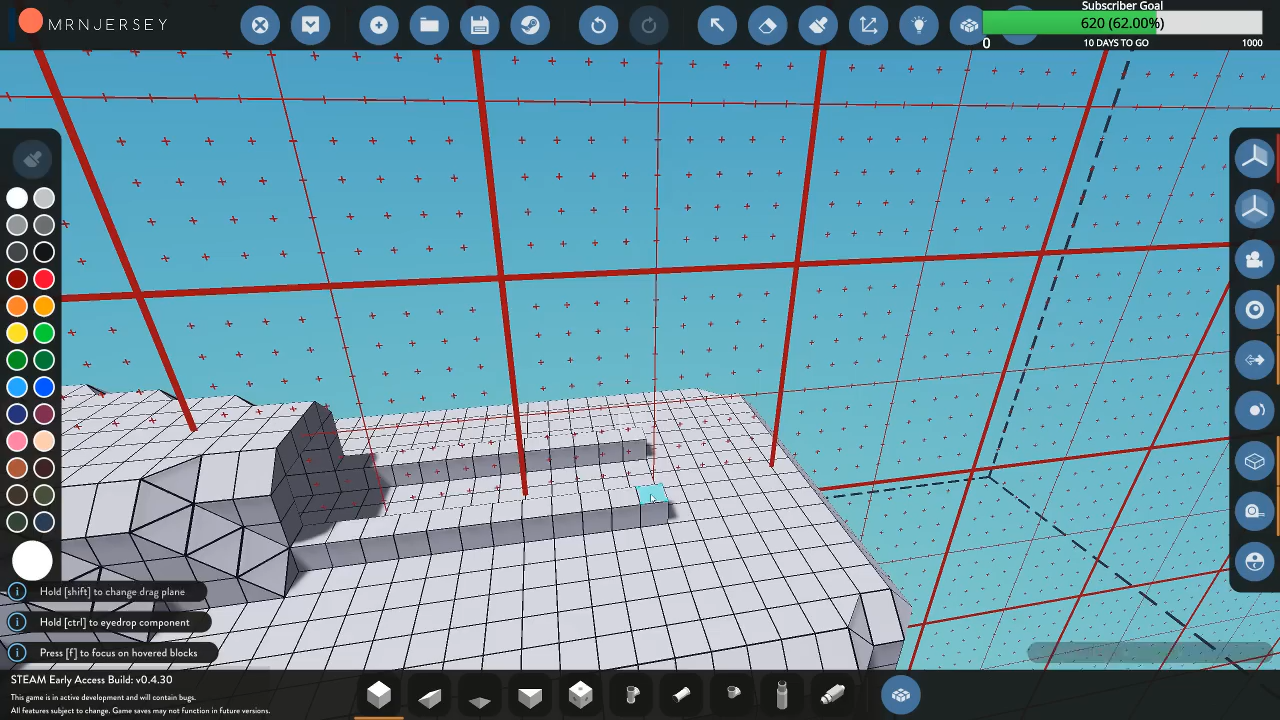 MRNJERSEY
Subscriber Goal
620 (62.00%)
0
10 DAYS TO GO
1000
Hold [shift] to change drag plane
Hold [ctrl] to eyedrop component
Press [f] to focus on hovered blocks
STEAM Early Access Build: v0.4.30
This game is in active development and will contain bugs.
All features subject to change. Game saves may not function in future versions.